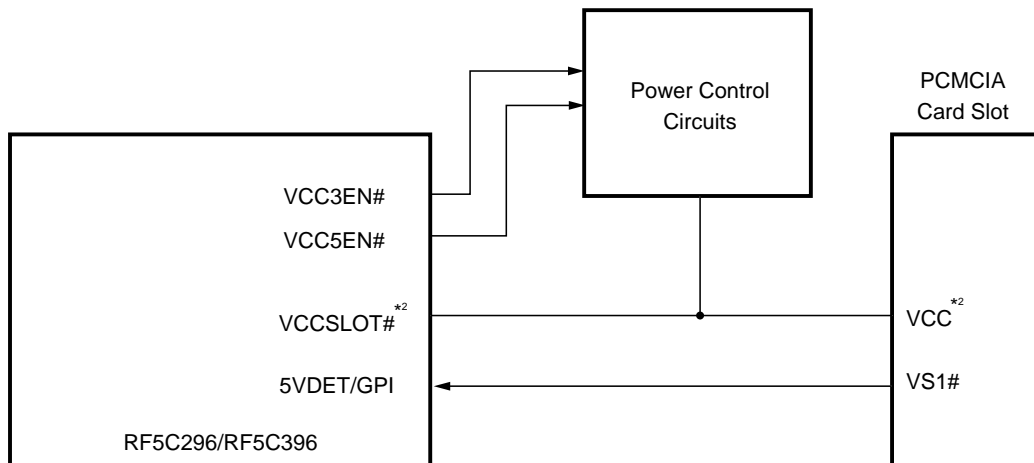 Power Control
Circuits
PCMCIA
Card Slot
VCC3EN#
VCC5EN#
VCCSLOT#*2
VCC*2
5VDET/GPI
VS1#
RF5C296/RF5C396